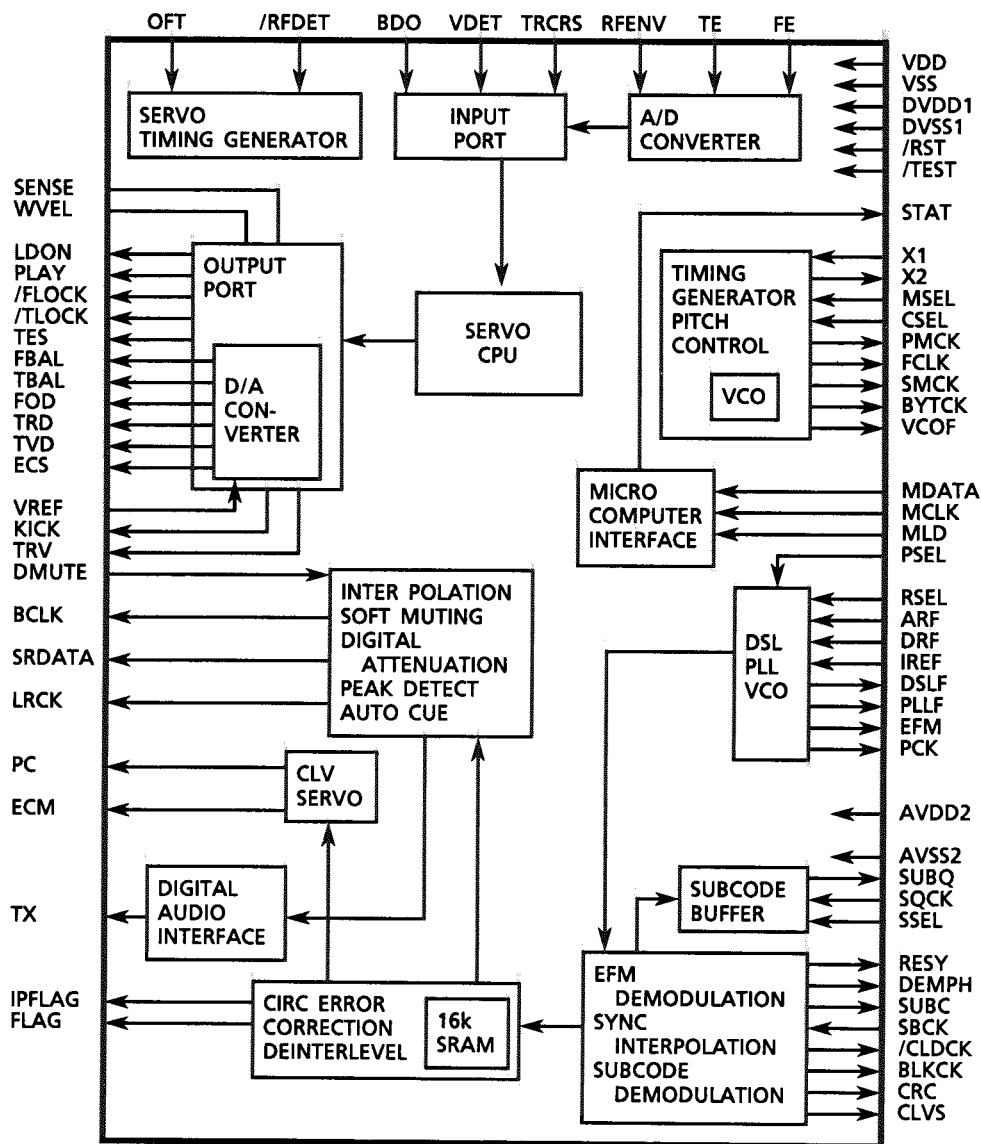 OFT
/RFDET
BDO
VDET
TRCRS
RFENV
TE
FE
VDD
VSS
DVDD1
DVSS1
/RST
/TEST
SERVO
TIMING GENERATOR
INPUT
PORT
A/D
CONVERTER
SENSE
WVEL
LDON
PLAY
/FLOCK
/TLOCK
TES
FBAL
TBAL
FOD
TRD
TVD
ECS
VREF
KICK
TRV
DMUTE
BCLK
SRDATA
LRCK
PC
ECM
TX
IPFLAG
FLAG
OUTPUT
PORT
D/A
CON-
VERTER
SERVO
CPU
STAT
TIMING
GENERATOR
PITCH
CONTROL
VCO
X1
X2
MSEL
CSEL
PMCK
FCLK
SMCK
BYTCK
VCOF
MICRO
COMPUTER
INTERFACE
MDATA
MCLK
MLD
PSEL
INTER POLATION
SOFT MUTING
DIGITAL
ATTENUATION
PEAK DETECT
AUTO CUE
DSL
PLL
VCO
RSEL
ARF
DRF
IREF
DSLF
PLLF
EFM
PCK
CLV
SERVO
AVDD2
AVSS2
DIGITAL
AUDIO
INTERFACE
SUBCODE
BUFFER
SUBQ
SQCK
SSEL
CIRC ERROR
CORRECTION
DEINTERLEVEL
16k
SRAM
EFM
DEMODULATION
SYNC
INTERPOLATION
SUBCODE
DEMODULATION
RESY
DEMPH
SUBC
SBCK
/CLDCK
BLKCK
CRC
CLVS